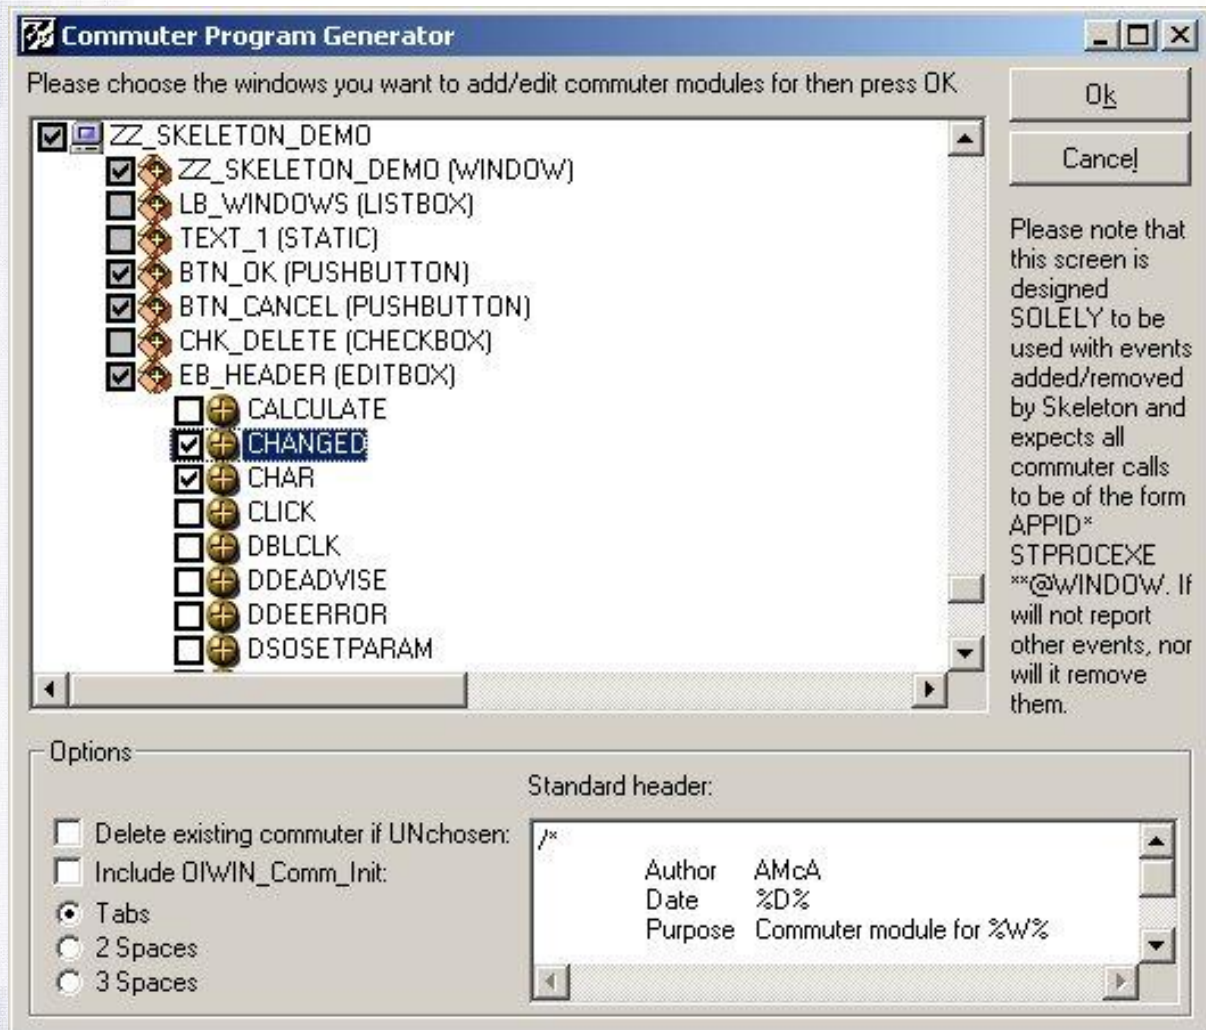 Commuter Program Generator
Please choose the windows you want to add/edit commuter modules for then press OK
Ok
Cancel
ZZ_SKELETON_DEMO
ZZ_SKELETON_DEMO (WINDOW)
LB_WINDOWS (LISTBOX)
TEXT_1 (STATIC)
BTN_OK (PUSHBUTTON)
BTN_CANCEL (PUSHBUTTON)
CHK_DELETE (CHECKBOX)
EB_HEADER (EDITBOX)
CALCULATE
CHANGED
CHAR
CLICK
DBLCLK
DDEADVISE
DDEERROR
DSOSETPARAM
Please note that
this screen is
designed
SOLELY to be
used with events
added/removed
by Skeleton and
expects all
commuter calls
to be of the form
APPID*
STPROCEXE
**@WINDOW. If
will not report
other events, nor
will it remove
them.
Options
Standard header:
Delete existing commuter if UNchosen:
Include OIWIN_Comm_Init:
Tabs
2 Spaces
3 Spaces
/*
Author AMcA
Date %D%
Purpose Commuter module for %W%